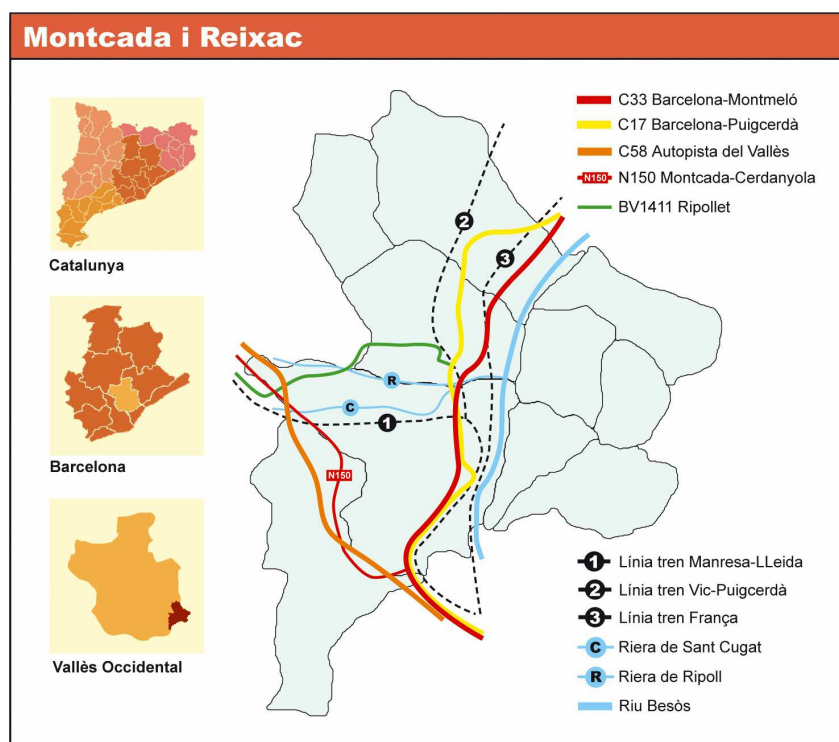 Montcada i Reixac
Catalunya
Barcelona
Vallès Occidental
C33 Barcelona-Montmeló
C17 Barcelona-Puigcerdà
C58 Autopista del Vallès
N150 N150 Montcada-Cerdanyola
BV1411 Ripollet
2
3
R
C
1
N150
1 Línia tren Manresa-LLeida
2 Línia tren Vic-Puigcerdà
3 Línia tren França
C Riera de Sant Cugat
R Riera de Ripoll
Riu Besòs